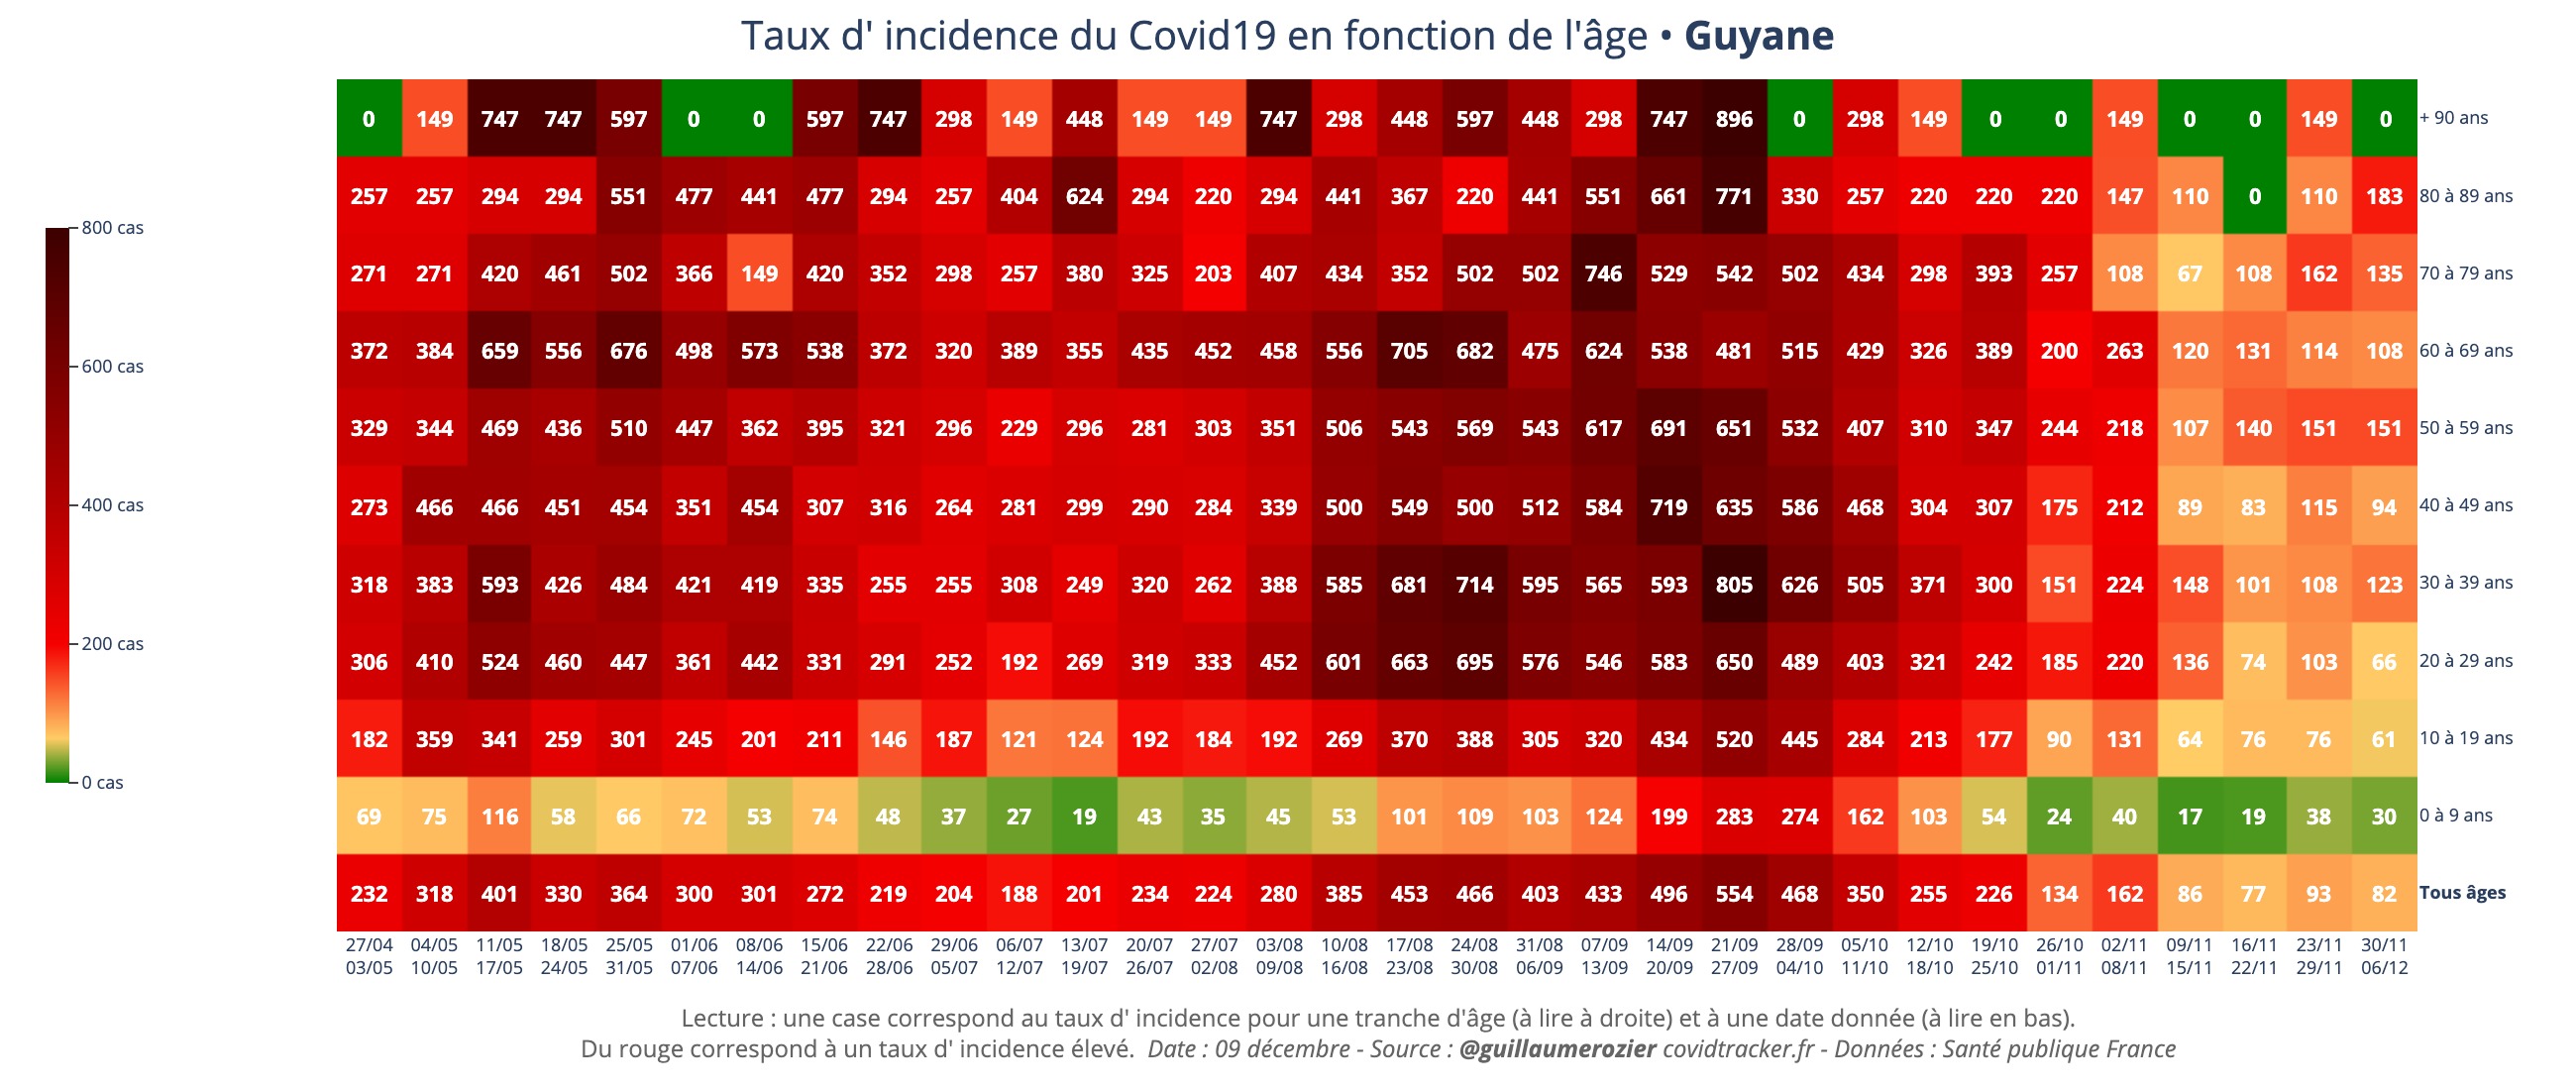 Taux d' incidence du Covid19 en fonction de l'âge • Guyane
800 cas
600 cas
400 cas
200 cas
0 cas
0 149 747 747 597 0 0 597 747 298 149 448 149 149 747 298 448 597 448 298 747 896 0 298 149 0 0 149 0 0 149 0 + 90 ans
257 257 294 294 551 477 441 477 294 257 404 624 294 220 294 441 367 220 441 551 661 771 330 257 220 220 220 147 110 0 110 183 80 à 89 ans
271 271 420 461 502 366 149 420 352 298 257 380 325 203 407 434 352 502 502 746 529 542 502 434 298 393 257 108 67 108 162 135 70 à 79 ans
372 384 659 556 676 498 573 538 372 320 389 355 435 452 458 556 705 682 475 624 538 481 515 429 326 389 200 263 120 131 114 108 60 à 69 ans
329 344 469 436 510 447 362 395 321 296 229 296 281 303 351 506 543 569 543 617 691 651 532 407 310 347 244 218 107 140 151 151 50 à 59 ans
273 466 466 451 454 351 454 307 316 264 281 299 290 284 339 500 549 500 512 584 719 635 586 468 304 307 175 212 89 83 115 94 40 à 49 ans
318 383 593 426 484 421 419 335 255 255 308 249 320 262 388 585 681 714 595 565 593 805 626 505 371 300 151 224 148 101 108 123 30 à 39 ans
306 410 524 460 447 361 442 331 291 252 192 269 319 333 452 601 663 695 576 546 583 650 489 403 321 242 185 220 136 74 103 66 20 à 29 ans
182 359 341 259 301 245 201 211 146 187 121 124 192 184 192 269 370 388 305 320 434 520 445 284 213 177 90 131 64 76 76 61 10 à 19 ans
69 75 116 58 66 72 53 74 48 37 27 19 43 35 45 53 101 109 103 124 199 283 274 162 103 54 24 40 17 19 38 30 0 à 9 ans
232 318 401 330 364 300 301 272 219 204 188 201 234 224 280 385 453 466 403 433 496 554 468 350 255 226 134 162 86 77 93 82 Tous âges
27/04 04/05 11/05 18/05 25/05 01/06 08/06 15/06 22/06 29/06 06/07 13/07 20/07 27/07 03/08 10/08 17/08 24/08 31/08 07/09 14/09 21/09 28/09 05/10 12/10 19/10 26/10 02/11 09/11 16/11 23/11 30/11
03/05 10/05 17/05 24/05 31/05 07/06 14/06 21/06 28/06 05/07 12/07 19/07 26/07 02/08 09/08 16/08 23/08 30/08 06/09 13/09 20/09 27/09 04/10 11/10 18/10 25/10 01/11 08/11 15/11 22/11 29/11 06/12
Lecture : une case correspond au taux d' incidence pour une tranche d'âge (à lire à droite) et à une date donnée (à lire en bas).
Du rouge correspond à un taux d' incidence élevé. Date : 09 décembre - Source : @guillaumerozier covidtracker.fr - Données : Santé publique France